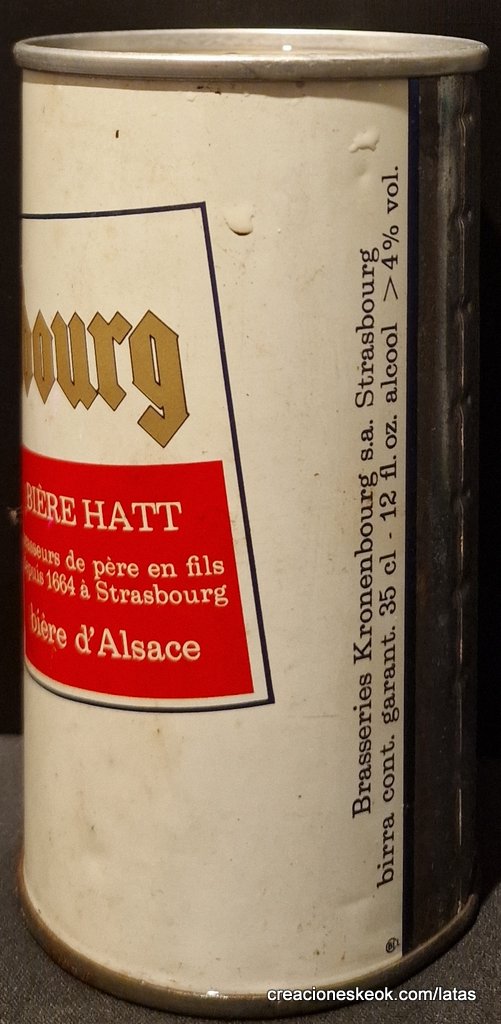 bourg
BIÈRE HATT
de père en fils
1664 à Strasbourg
bière d'Alsace
Brasseries Kronenbourg s.a. Strasbourg
birra cont. garant. 35 cl - 12 fl. oz. alcool > 4% vol.
creacioneskeok.com/latas